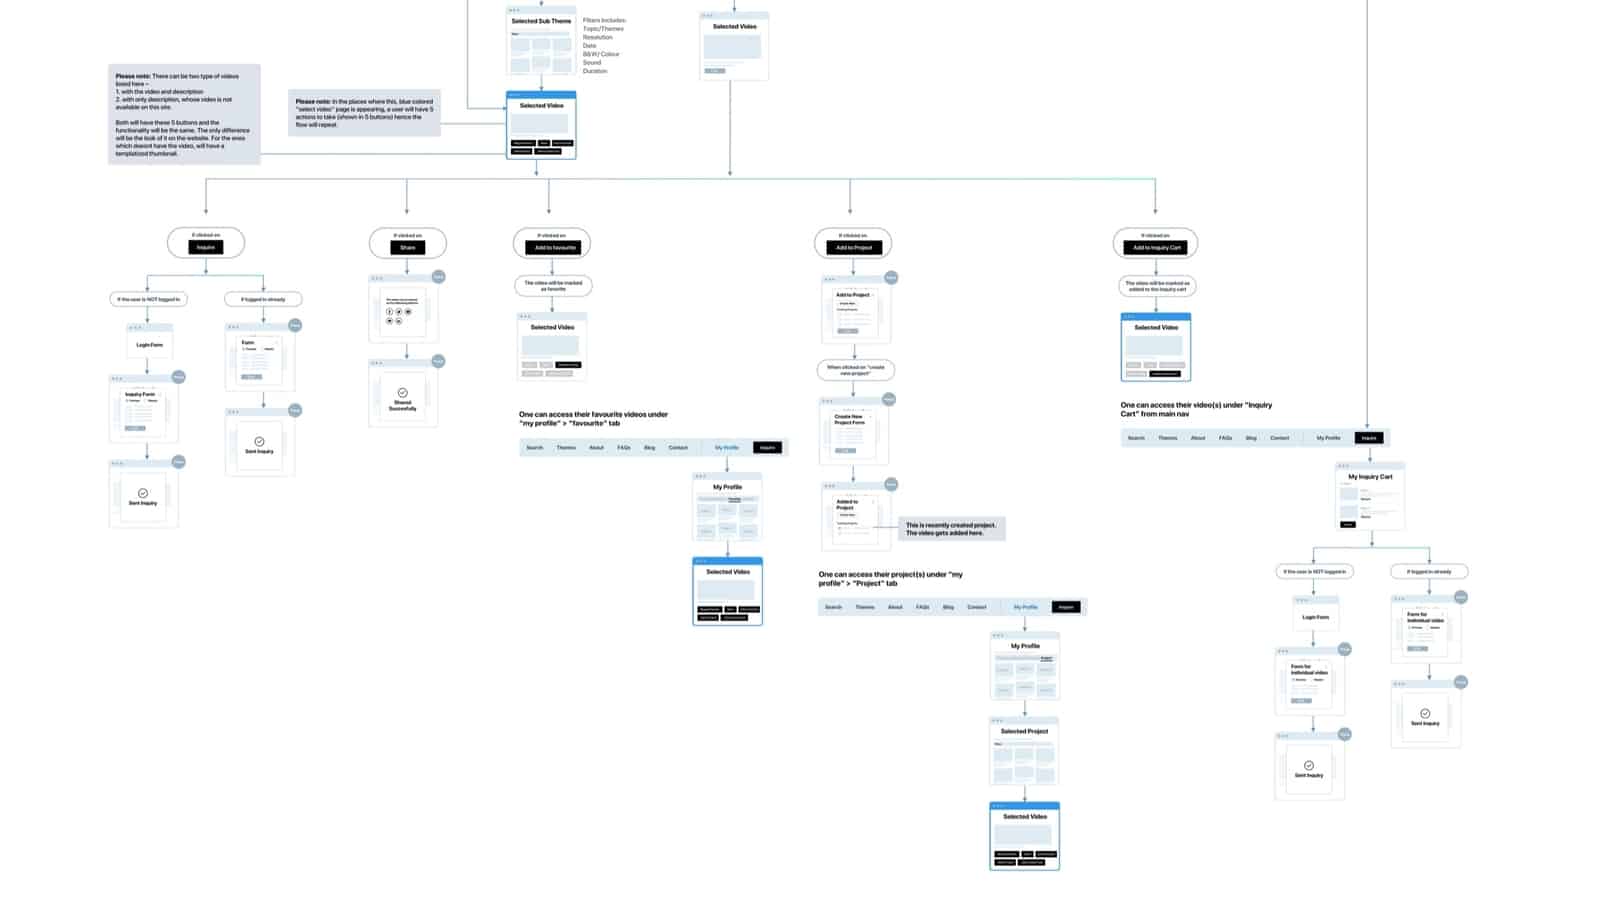 Selected Sub Theme
Filters Includes:
Topic/Themes
Resolution
Date
B&W/ Colour
Sound
Duration
Selected Video
Please note: There can be two type of videos
listed here –
1. with the video and description
2. with only description, whose video is not
available on this site.
Both will have these 5 buttons and the
functionality will be the same. The only difference
will be the look of it on the website. For the ones
which doesnt have the video, will have a
templatized thumbnail.
Please note: In the places where this, blue colored
"select video" page is appearing, a user will have 5
actions to take (shown in 5 buttons) hence the
flow will repeat.
Selected Video
If clicked on
Inquire
If the user is NOT logged in
If logged in already
Login Form
Inquiry Form
Sent Inquiry
Form
Sent Inquiry
If clicked on
Share
Shared
Succesfully
If clicked on
Add to favourite
The video will be marked
as favorite
Selected Video
One can access their favourite videos under
"my profile" > "favourite" tab
Search Themes About FAQs Blog Contact My Profile Inquire
My Profile
Selected Video
If clicked on
Add to Project
Add to Project
Create New
When clicked on "create
new project"
Create New
Project Form
Added to
Project
Create New
This is recently created project.
The video gets added here.
One can access their project(s) under "my
profile" > "Project" tab
Search Themes About FAQs Blog Contact My Profile Inquire
My Profile
Selected Project
Selected Video
If clicked on
Add to Inquiry Cart
The video will be marked as
added to the inquiry cart
Selected Video
One can access their video(s) under "Inquiry
Cart" from main nav
Search Themes About FAQs Blog Contact My Profile Inquire
My Inquiry Cart
If the user is NOT logged in
If logged in already
Login Form
Form for
individual video
Sent Inquiry
Form for
individual video
Sent Inquiry